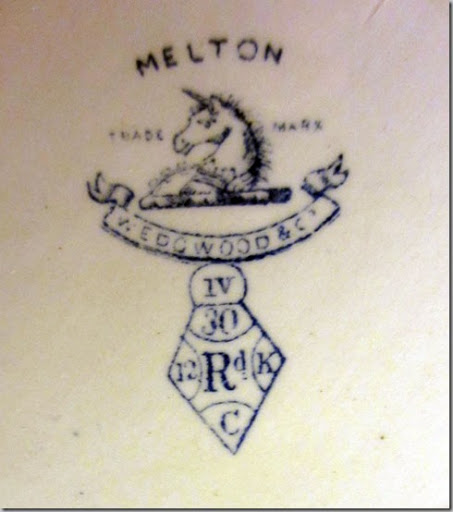 MELTON
TRADE MARK
WEDGWOOD & Co
IV
30
12 Rd K
C